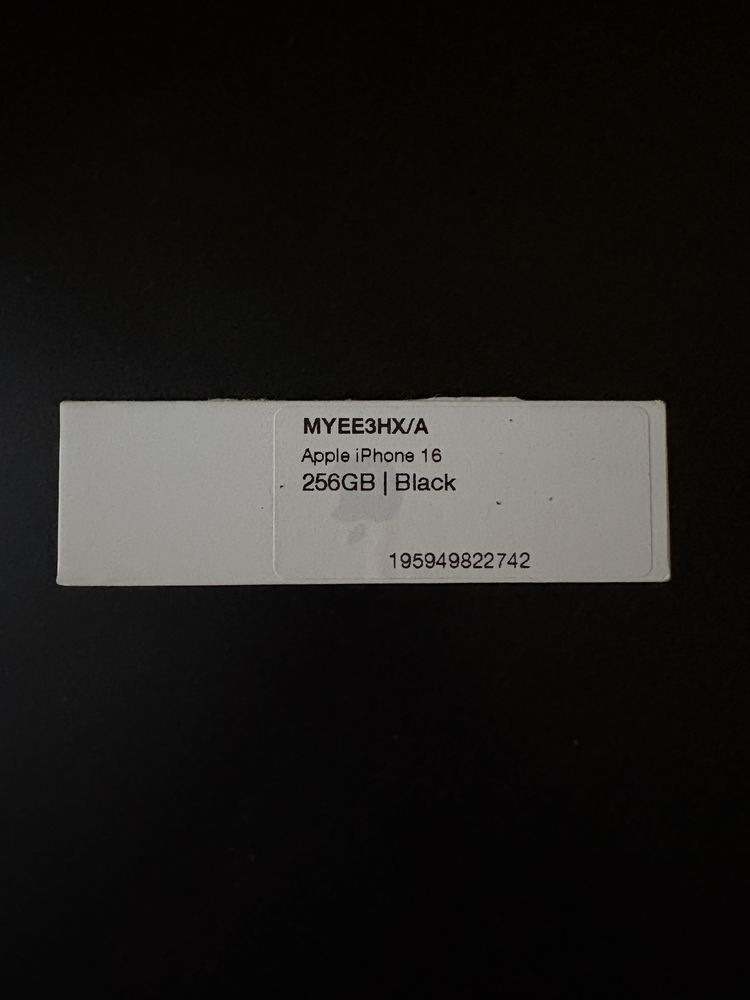 MYEE3HX/A
Apple iPhone 16
256GB | Black
195949822742